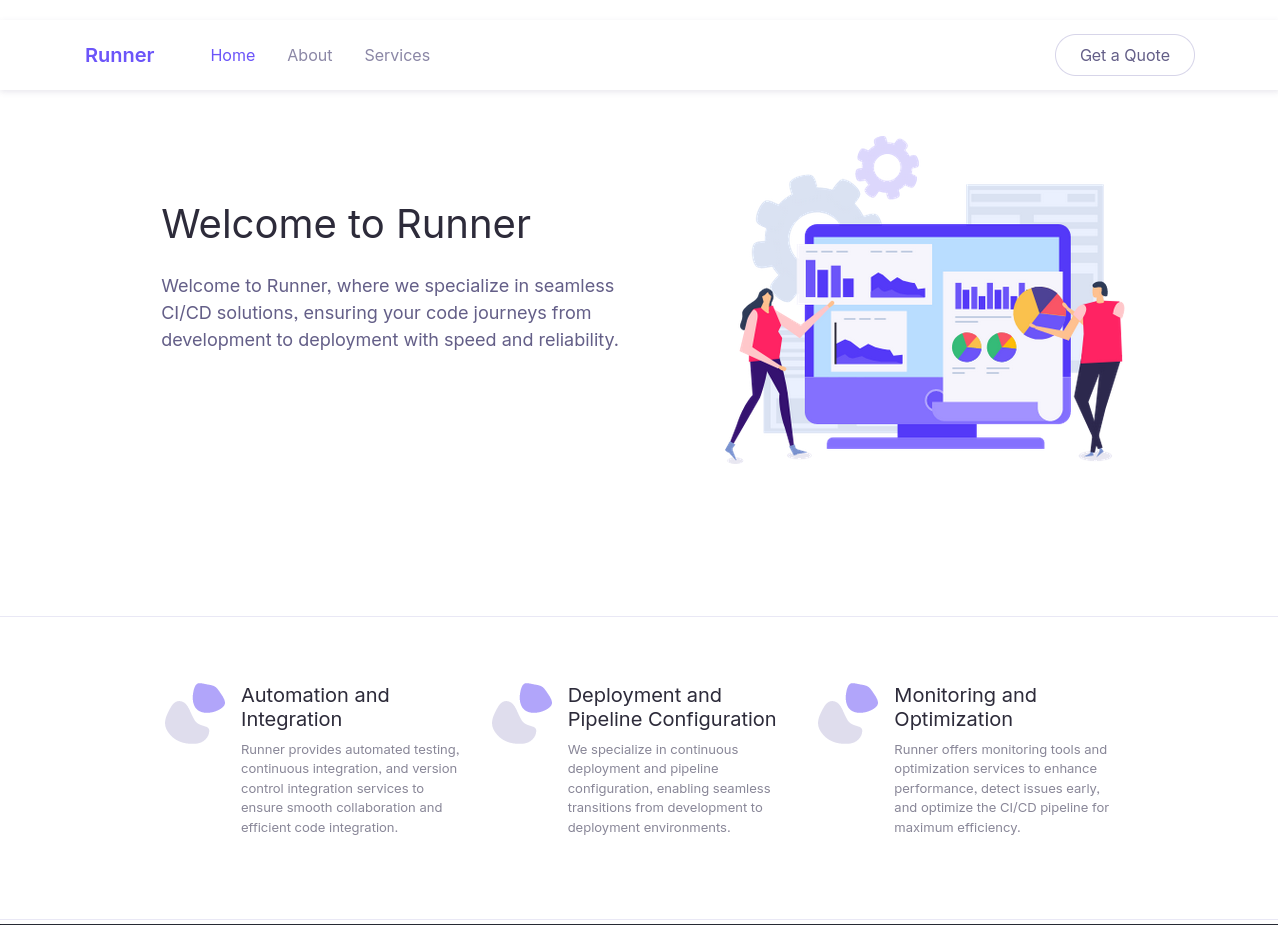 Runner
Home
About
Services
Get a Quote
Welcome to Runner
Welcome to Runner, where we specialize in seamless
CI/CD solutions, ensuring your code journeys from
development to deployment with speed and reliability.
Automation and
Integration
Runner provides automated testing,
continuous integration, and version
control integration services to
ensure smooth collaboration and
efficient code integration.
Deployment and
Pipeline Configuration
We specialize in continuous
deployment and pipeline
configuration, enabling seamless
transitions from development to
deployment environments.
Monitoring and
Optimization
Runner offers monitoring tools and
optimization services to enhance
performance, detect issues early,
and optimize the CI/CD pipeline for
maximum efficiency.